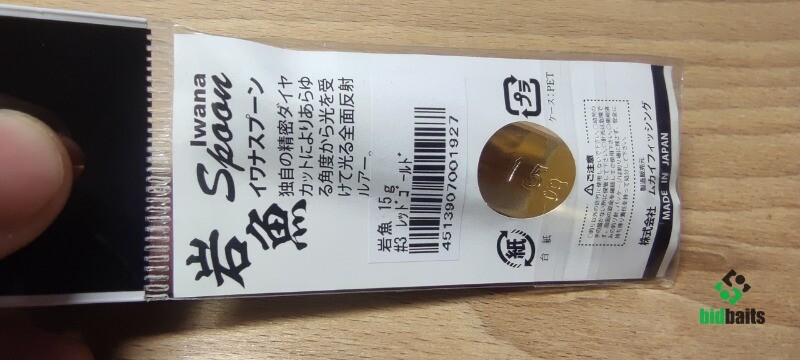 岩魚
Iwana
Spoon
イワナスプーン
独自の精密ダイヤ
カットによりあらゆ
る角度から光を受
けて光る全面反射
ルアー。
岩魚 15g
#3 レッドゴールド
4513907001927
プラ
ケース:PET
紙
台紙
⚠ご注意
製造販売元
株式会社 ムカイフィッシング
MADE IN JAPAN
bidbaits